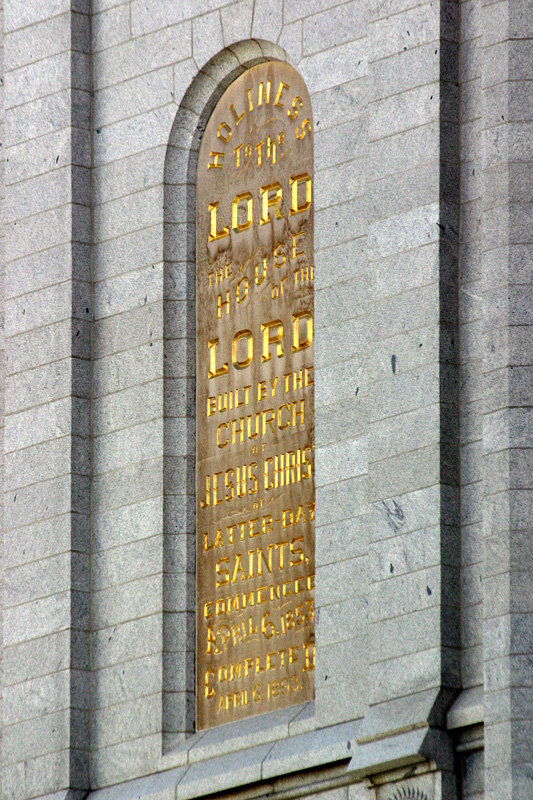 HOLINESS
To The
LORD
THE HOUSE OF THE
LORD
BUILT BY THE
CHURCH
OF
JESUS CHRIST
OF
LATTER-DAY
SAINTS.
COMMENCED
APRIL 6, 1853.
COMPLETED
APRIL 6, 1893.